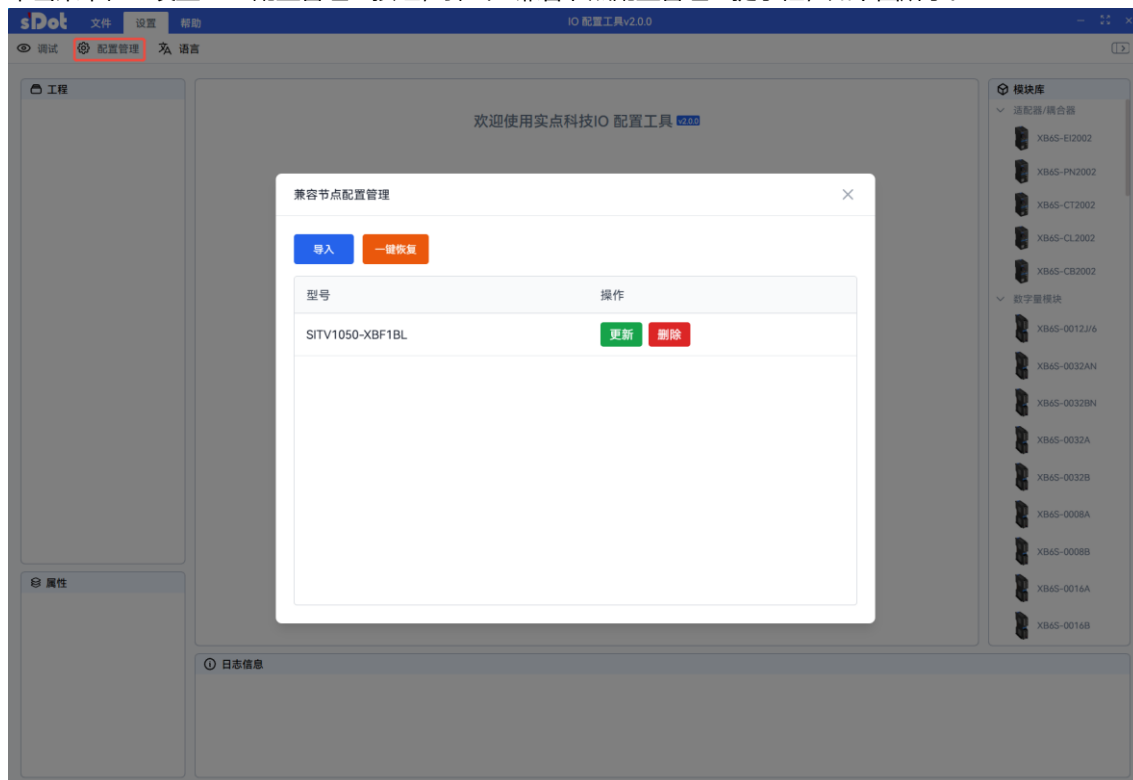 sDot 文件 设置 帮助 IO 配置工具v2.0.0
调试 配置管理 语言
工程
欢迎使用实点科技IO 配置工具 v2.0.0
兼容节点配置管理
导入 一键恢复
型号 操作
SITV1050-XBF1BL 更新 删除
属性
日志信息
模块库
适配器/耦合器
XB6S-EI2002
XB6S-PN2002
XB6S-CT2002
XB6S-CL2002
XB6S-CB2002
数字量模块
XB6S-0012J/6
XB6S-0032AN
XB6S-0032BN
XB6S-0032A
XB6S-0032B
XB6S-0008A
XB6S-0008B
XB6S-0016A
XB6S-0016B